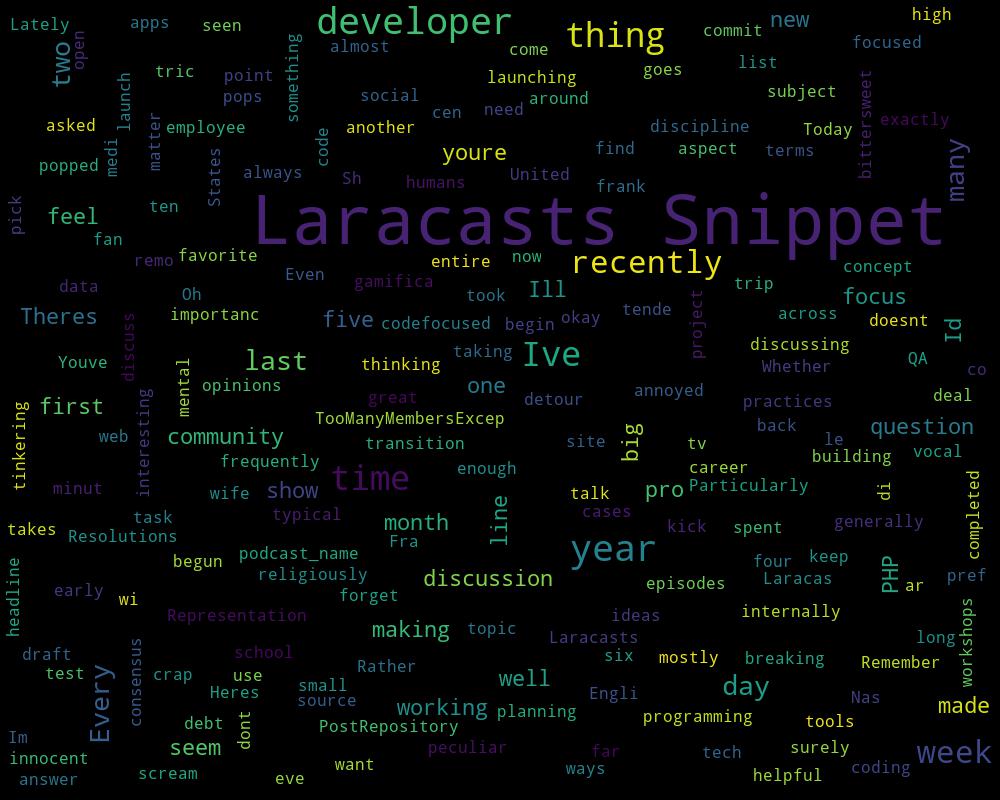 Lately
apps
seen
developer
thing
commit
new
high
two
open
almost
come
focused
tric
point
something
launching
goes
list
launch
pops
social
cen
need
around
subject
bittersweet
asked
medi
matter
employee
code
another
discipline
Today
exactly
popped
States
always
youre
find
aspect
terms
many
pick
Sh
humans
United
frank
feel
ten
Laracasts Snippet
fan
remo
favorite
entire
now
recently
concept
data
Even
gamifica
took
Ill
trip
focus
Oh
Theres
discuss
importanc
five
codefocused
begin
okay
tende
project
across
doesnt
Id
Youve
last
thinking
taking
Ive
discussing
Whether
QA
co
mental
opinions
great
one
detour
annoyed
practices
deal
tinkering
first
interesting
TooManyMembersExcep
back
question
web
community
transition
site
big
tv
le
building
vocal
frequently
time
enough
career
minut
wife
show
talk
pro
Particularly
di
completed
takes
task
typical
month
line
cases
kick
spent
generally
Resolutions
Fra
year
headline
begun
podcast_name
four
keep
PHP
religiously
discussion
episodes
Laracas
ar
pref
early
wi
forget
Representation
making
topic
ideas
internally
workshops
Laracasts
long
draft
consensus
school
Rather
six
mostly
breaking
Remember
test
Every
crap
use
Heres
small
source
well
Engli
day
Nas
made
debt
dont
PostRepository
working
planning
programming
tools
Im
seem
peculiar
far
tech
surely
week
innocent
answer
scream
eve
want
ways
helpful
coding